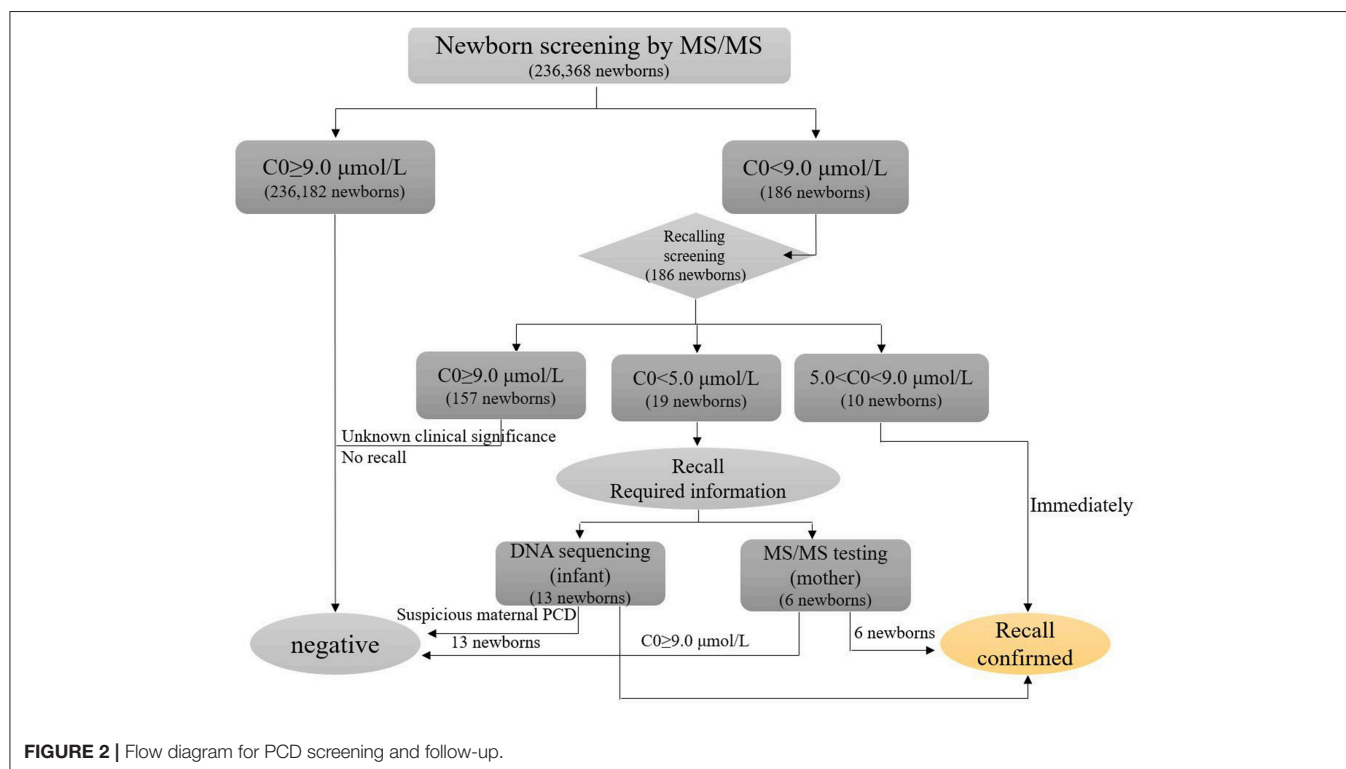 Newborn screening by MS/MS
(236,368 newborns)
C0≥9.0 μmol/L
(236,182 newborns)
C0<9.0 μmol/L
(186 newborns)
Recalling
screening
(186 newborns)
C0≥9.0 μmol/L
(157 newborns)
C0<5.0 μmol/L
(19 newborns)
5.0<C0<9.0 μmol/L
(10 newborns)
Unknown clinical significance
No recall
Recall
Required information
Immediately
DNA sequencing
(infant)
(13 newborns)
MS/MS testing
(mother)
(6 newborns)
Suspicious maternal PCD
13 newborns
C0≥9.0 μmol/L
6 newborns
negative
Recall
confirmed
FIGURE 2 | Flow diagram for PCD screening and follow-up.